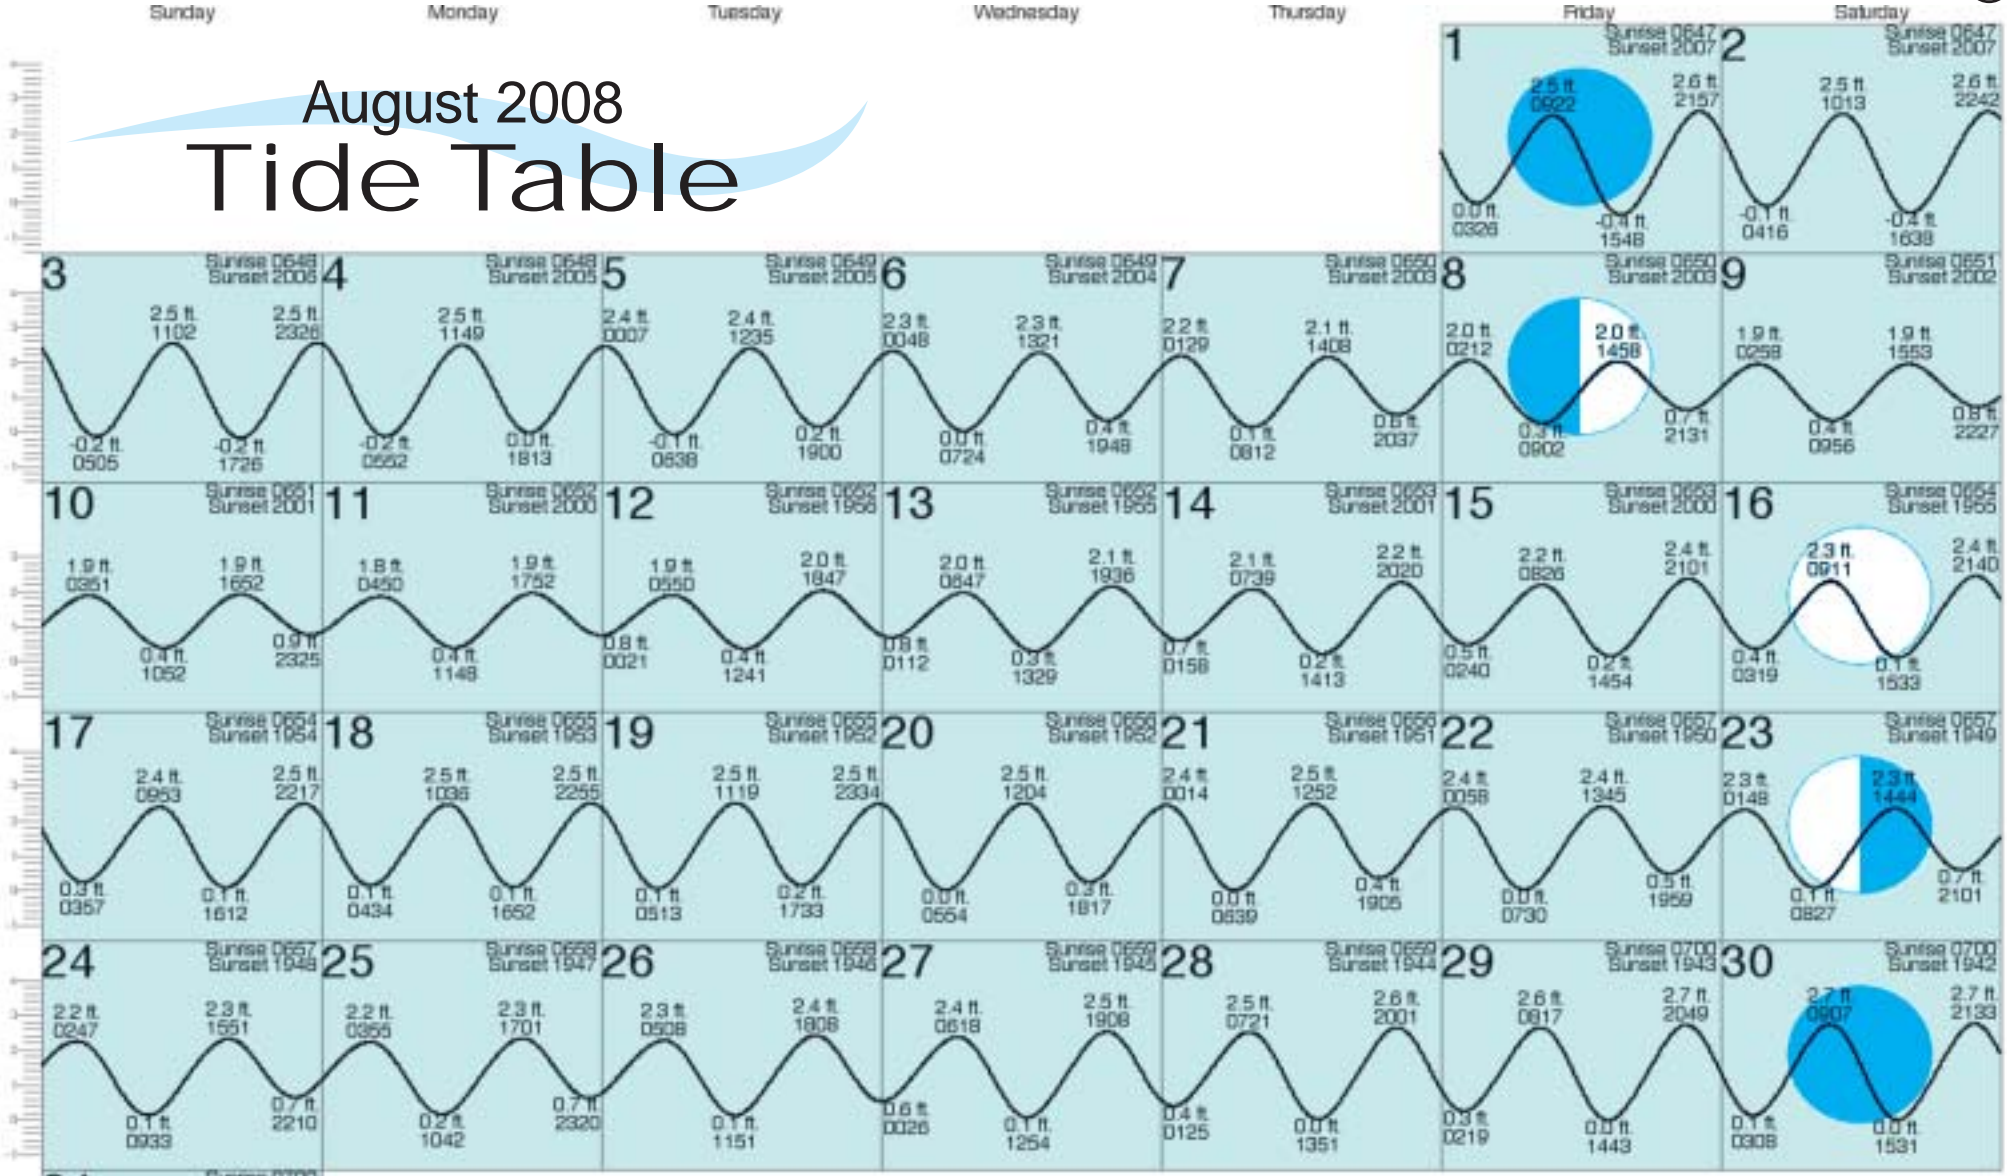 Sunday Monday Tuesday Wednesday Thursday Friday Saturday
August 2008
Tide Table
1
Sunrise 0647
Sunset 2007
0.0 ft.
0326
2.5 ft.
0922
-0.4 ft.
1548
2.6 ft.
2157
2
Sunrise 0647
Sunset 2007
-0.1 ft.
0416
2.5 ft.
1013
-0.4 ft.
1638
2.6 ft.
2242
3
Sunrise 0648
Sunset 2006
-0.2 ft.
0505
2.5 ft.
1102
-0.2 ft.
1726
2.5 ft.
2326
4
Sunrise 0648
Sunset 2005
-0.2 ft.
0552
2.5 ft.
1149
0.0 ft.
1813
5
Sunrise 0649
Sunset 2005
2.4 ft.
0007
-0.1 ft.
0638
2.4 ft.
1235
0.2 ft.
1900
6
Sunrise 0649
Sunset 2004
2.3 ft.
0048
0.0 ft.
0724
2.3 ft.
1321
0.4 ft.
1948
7
Sunrise 0650
Sunset 2003
2.2 ft.
0129
0.1 ft.
0812
2.1 ft.
1408
0.6 ft.
2037
8
Sunrise 0650
Sunset 2003
2.0 ft.
0212
0.3 ft.
0902
2.0 ft.
1458
0.7 ft.
2131
9
Sunrise 0651
Sunset 2002
1.9 ft.
0258
0.4 ft.
0956
1.9 ft.
1553
0.8 ft.
2227
10
Sunrise 0651
Sunset 2001
1.9 ft.
0351
0.4 ft.
1052
1.9 ft.
1652
0.9 ft.
2325
11
Sunrise 0652
Sunset 2000
1.8 ft.
0450
0.4 ft.
1148
1.9 ft.
1752
12
Sunrise 0652
Sunset 1956
0.8 ft.
0021
1.9 ft.
0550
0.4 ft.
1241
2.0 ft.
1847
13
Sunrise 0652
Sunset 1955
0.8 ft.
0112
2.0 ft.
0647
0.3 ft.
1329
2.1 ft.
1936
14
Sunrise 0653
Sunset 2001
0.7 ft.
0158
2.1 ft.
0739
0.2 ft.
1413
2.2 ft.
2020
15
Sunrise 0653
Sunset 2000
0.5 ft.
0240
2.2 ft.
0826
0.2 ft.
1454
2.4 ft.
2101
16
Sunrise 0654
Sunset 1955
0.4 ft.
0319
2.3 ft.
0911
0.1 ft.
1533
2.4 ft.
2140
17
Sunrise 0654
Sunset 1954
0.3 ft.
0357
2.4 ft.
0953
0.1 ft.
1612
2.5 ft.
2217
18
Sunrise 0655
Sunset 1953
0.1 ft.
0434
2.5 ft.
1036
0.1 ft.
1652
2.5 ft.
2255
19
Sunrise 0655
Sunset 1952
0.1 ft.
0513
2.5 ft.
1119
0.2 ft.
1733
2.5 ft.
2334
20
Sunrise 0656
Sunset 1952
0.0 ft.
0554
2.5 ft.
1204
0.3 ft.
1817
21
Sunrise 0656
Sunset 1951
2.4 ft.
0014
0.0 ft.
0639
2.5 ft.
1252
0.4 ft.
1905
22
Sunrise 0657
Sunset 1950
2.4 ft.
0058
0.0 ft.
0730
2.4 ft.
1345
0.5 ft.
1959
23
Sunrise 0657
Sunset 1949
2.3 ft.
0148
0.1 ft.
0827
2.3 ft.
1444
0.7 ft.
2101
24
Sunrise 0657
Sunset 1948
2.2 ft.
0247
0.1 ft.
0933
2.3 ft.
1551
0.7 ft.
2210
25
Sunrise 0658
Sunset 1947
2.2 ft.
0355
0.2 ft.
1042
2.3 ft.
1701
0.7 ft.
2320
26
Sunrise 0658
Sunset 1946
2.3 ft.
0508
0.1 ft.
1151
2.4 ft.
1808
27
Sunrise 0659
Sunset 1945
0.6 ft.
0026
2.4 ft.
0618
0.1 ft.
1254
2.5 ft.
1908
28
Sunrise 0659
Sunset 1944
0.4 ft.
0125
2.5 ft.
0721
0.0 ft.
1351
2.6 ft.
2001
29
Sunrise 0700
Sunset 1943
0.3 ft.
0219
2.6 ft.
0817
0.0 ft.
1443
2.7 ft.
2049
30
Sunrise 0700
Sunset 1942
0.1 ft.
0308
2.7 ft.
0907
0.0 ft.
1531
2.7 ft.
2133